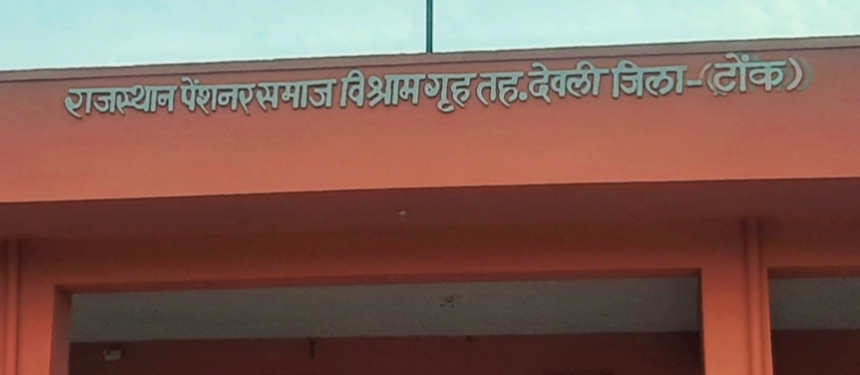 राजस्थान पेंशनर समाज विश्राम गृह तह. देवली जिला-(टोंक)